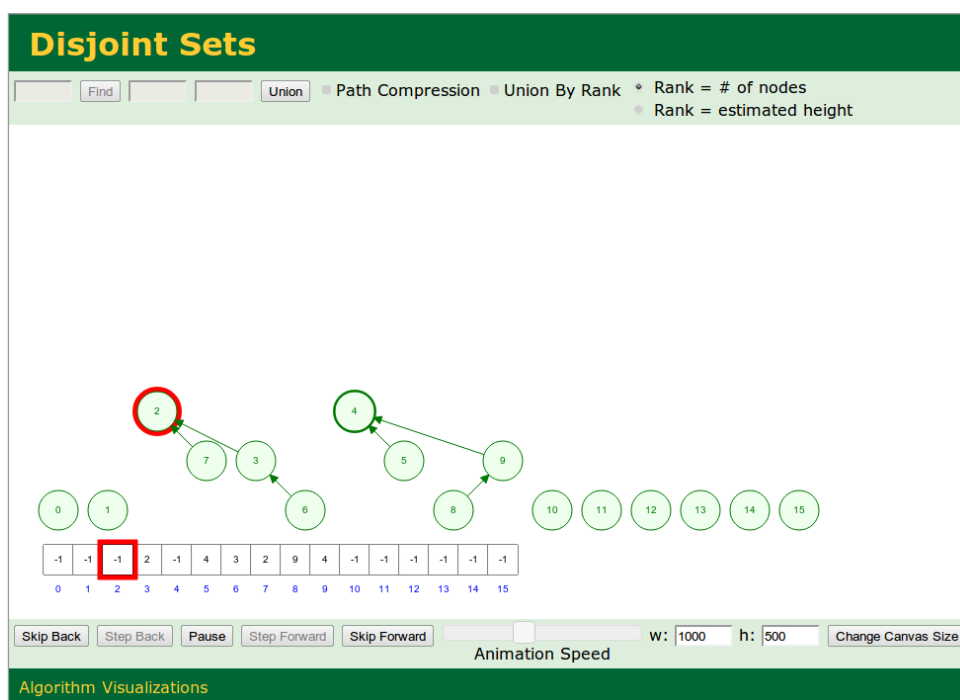 Disjoint Sets
Find Union Path Compression Union By Rank Rank = # of nodes
Rank = estimated height
2 4
7 3 5 9
0 1 6 8 10 11 12 13 14 15
-1 -1 -1 2 -1 4 3 2 9 4 -1 -1 -1 -1 -1 -1
0 1 2 3 4 5 6 7 8 9 10 11 12 13 14 15
Skip Back Step Back Pause Step Forward Skip Forward w: 1000 h: 500 Change Canvas Size
Animation Speed
Algorithm Visualizations